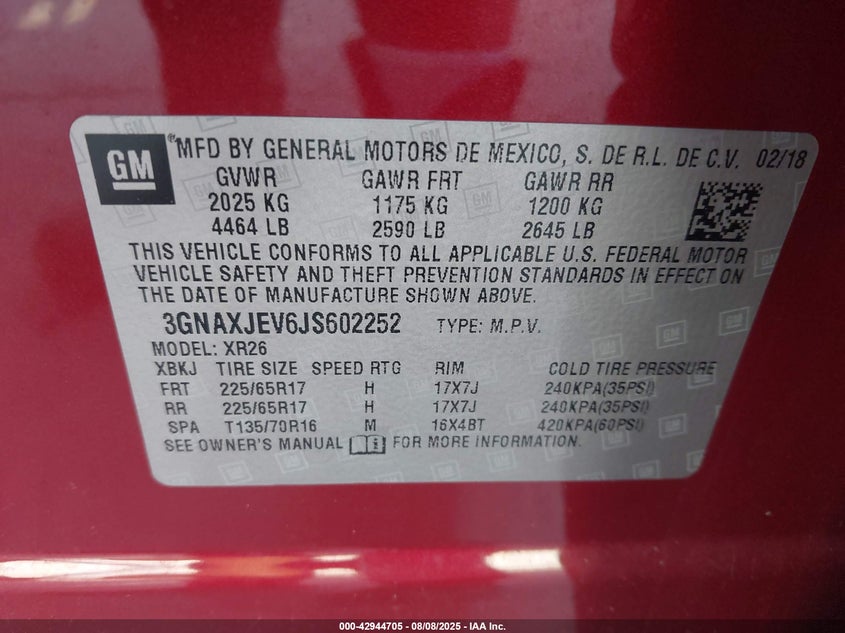 GM ®MFD BY GENERAL MOTORS DE MEXICO, S. DE R.L. DE C.V. 02/18
GVWR GAWR FRT GAWR RR
2025 KG 1175 KG 1200 KG
4464 LB 2590 LB 2645 LB
THIS VEHICLE CONFORMS TO ALL APPLICABLE U.S. FEDERAL MOTOR
VEHICLE SAFETY AND THEFT PREVENTION STANDARDS IN EFFECT ON
THE DATE OF MANUFACTURE SHOWN ABOVE.
3GNAXJEV6JS602252 TYPE: M.P.V.
MODEL: XR26
XBKJ TIRE SIZE SPEED RTG RIM COLD TIRE PRESSURE
FRT 225/65R17 H 17X7J 240KPA(35PSI)
RR 225/65R17 H 17X7J 240KPA(35PSI)
SPA T135/70R16 M 16X4BT 420KPA(60PSI)
SEE OWNER'S MANUAL FOR MORE INFORMATION.
000-42944705 - 08/08/2025 - IAA Inc.